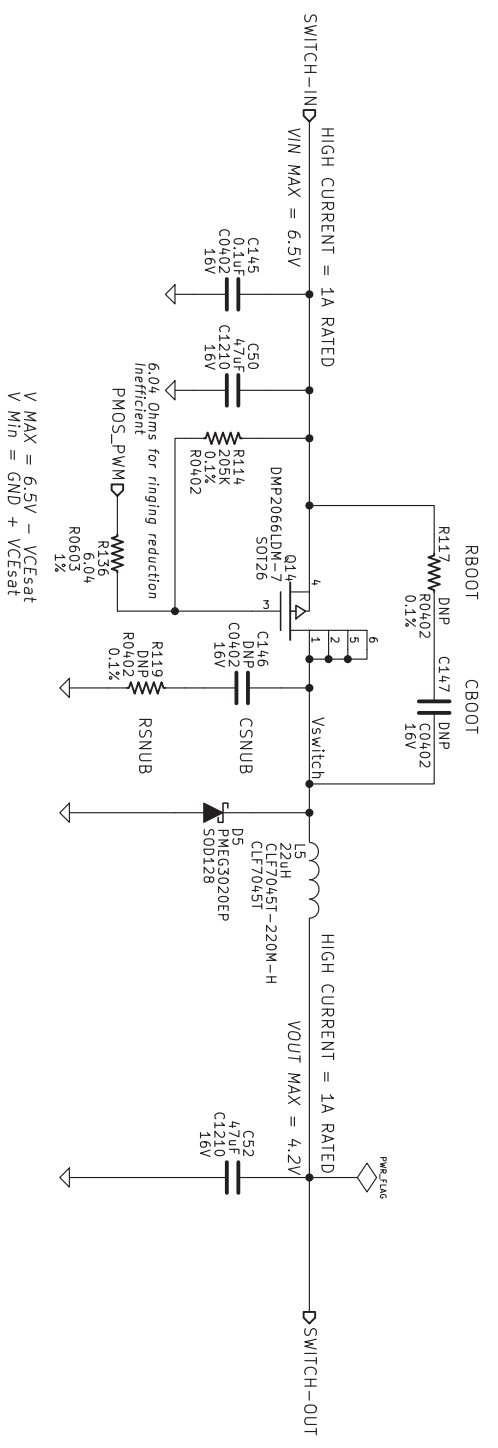 RBOOT
CBOOT
R117
DNP
R0402
0.1%
C147
DNP
C0402
16V
SWITCH-IN
HIGH CURRENT = 1A RATED
VIN MAX = 6.5V
C145
0.1uF
C0402
16V
C50
47uF
C1210
16V
R114
205K
0.1%
R0402
Q14
DMP2066LDM-7
SOT26
4
3
1
2
5
6
6.04 Ohms for ringing reduction
Inefficient
PMOS_PWM
R136
6.04
R0603
1%
V MAX = 6.5V - VCEsat
V Min = GND + VCEsat
C146
DNP
C0402
16V
CSNUB
R119
DNP
R0402
0.1%
RSNUB
Vswitch
D5
PMEG3020EP
SOD128
L5
22uH
CLF7045T-220M-H
CLF7045T
HIGH CURRENT = 1A RATED
VOUT MAX = 4.2V
C52
47uF
C1210
16V
PWR_FLAG
SWITCH-OUT